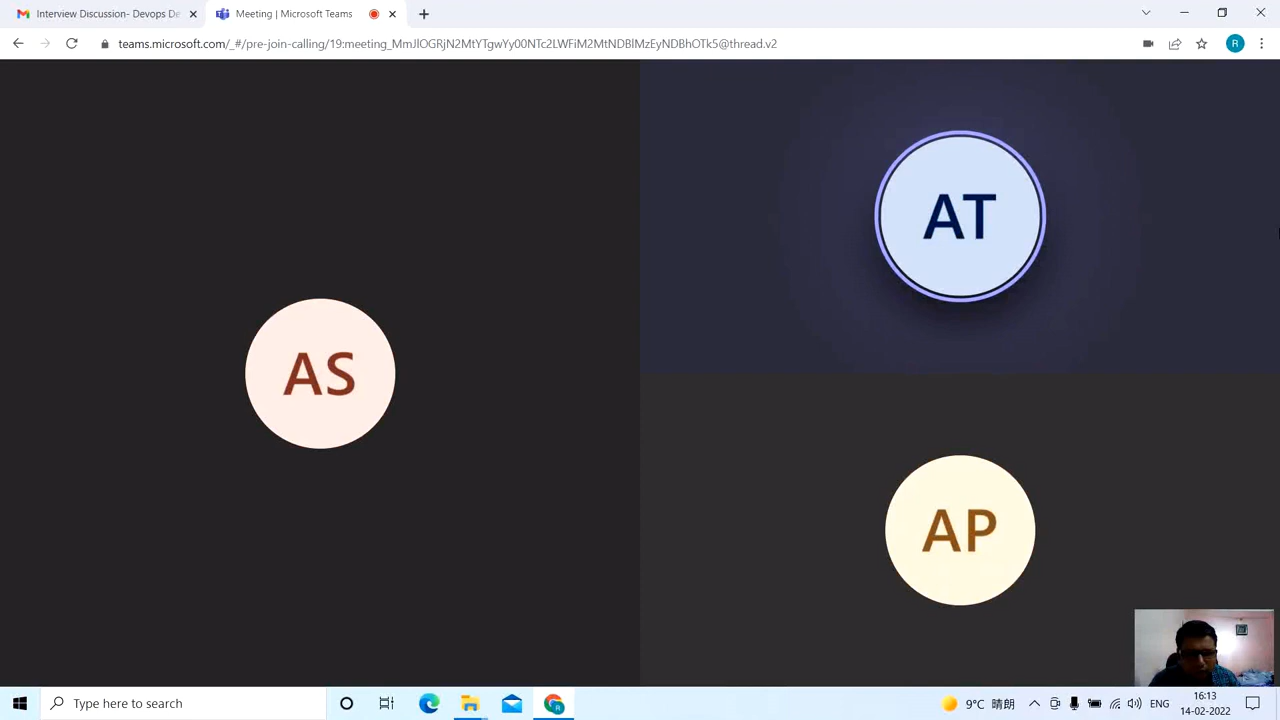 Interview Discussion- Devops De
Meeting | Microsoft Teams
teams.microsoft.com/_#/pre-join-calling/19:meeting_MmJlOGRjN2MtYTgwYy00NTc2LWFiM2MtNDBlMzEyNDBhOTk5@thread.v2
R
AT
AS
AP
Type here to search
R
9°C 晴朗
ENG
16:13
14-02-2022